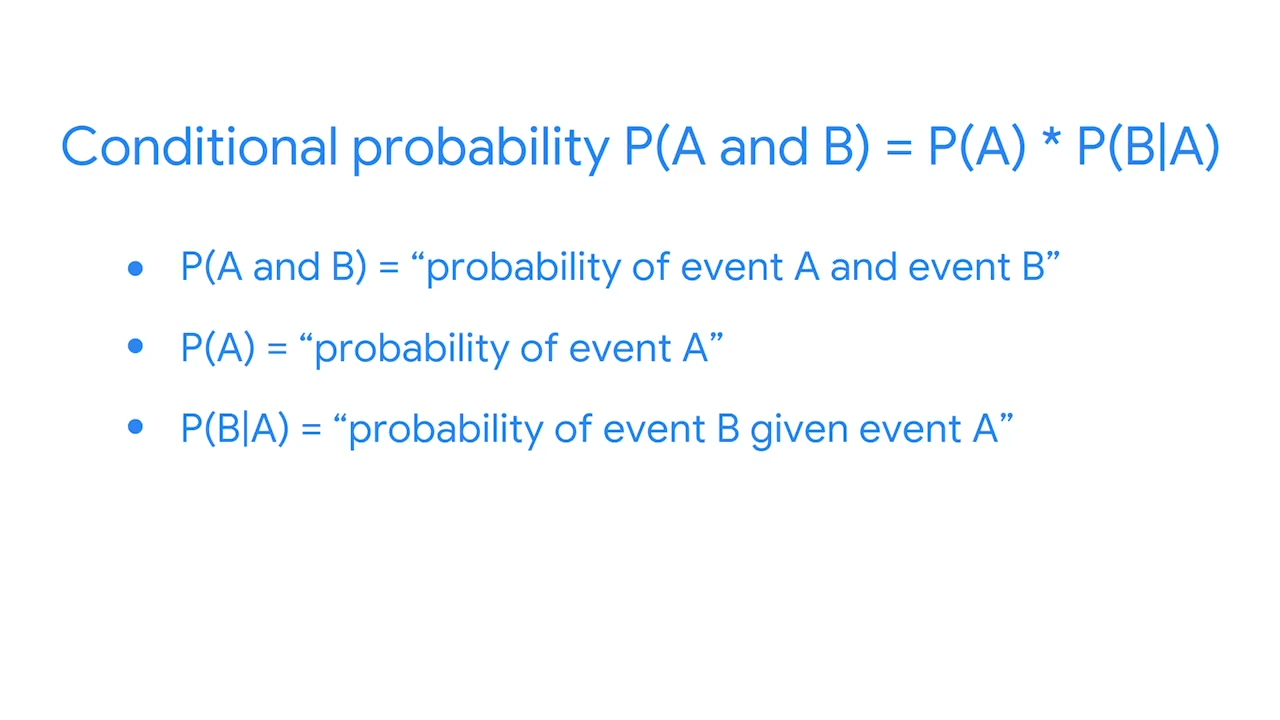 Conditional probability P(A and B) = P(A) * P(B|A)
• P(A and B) = “probability of event A and event B”
• P(A) = “probability of event A”
• P(B|A) = “probability of event B given event A”